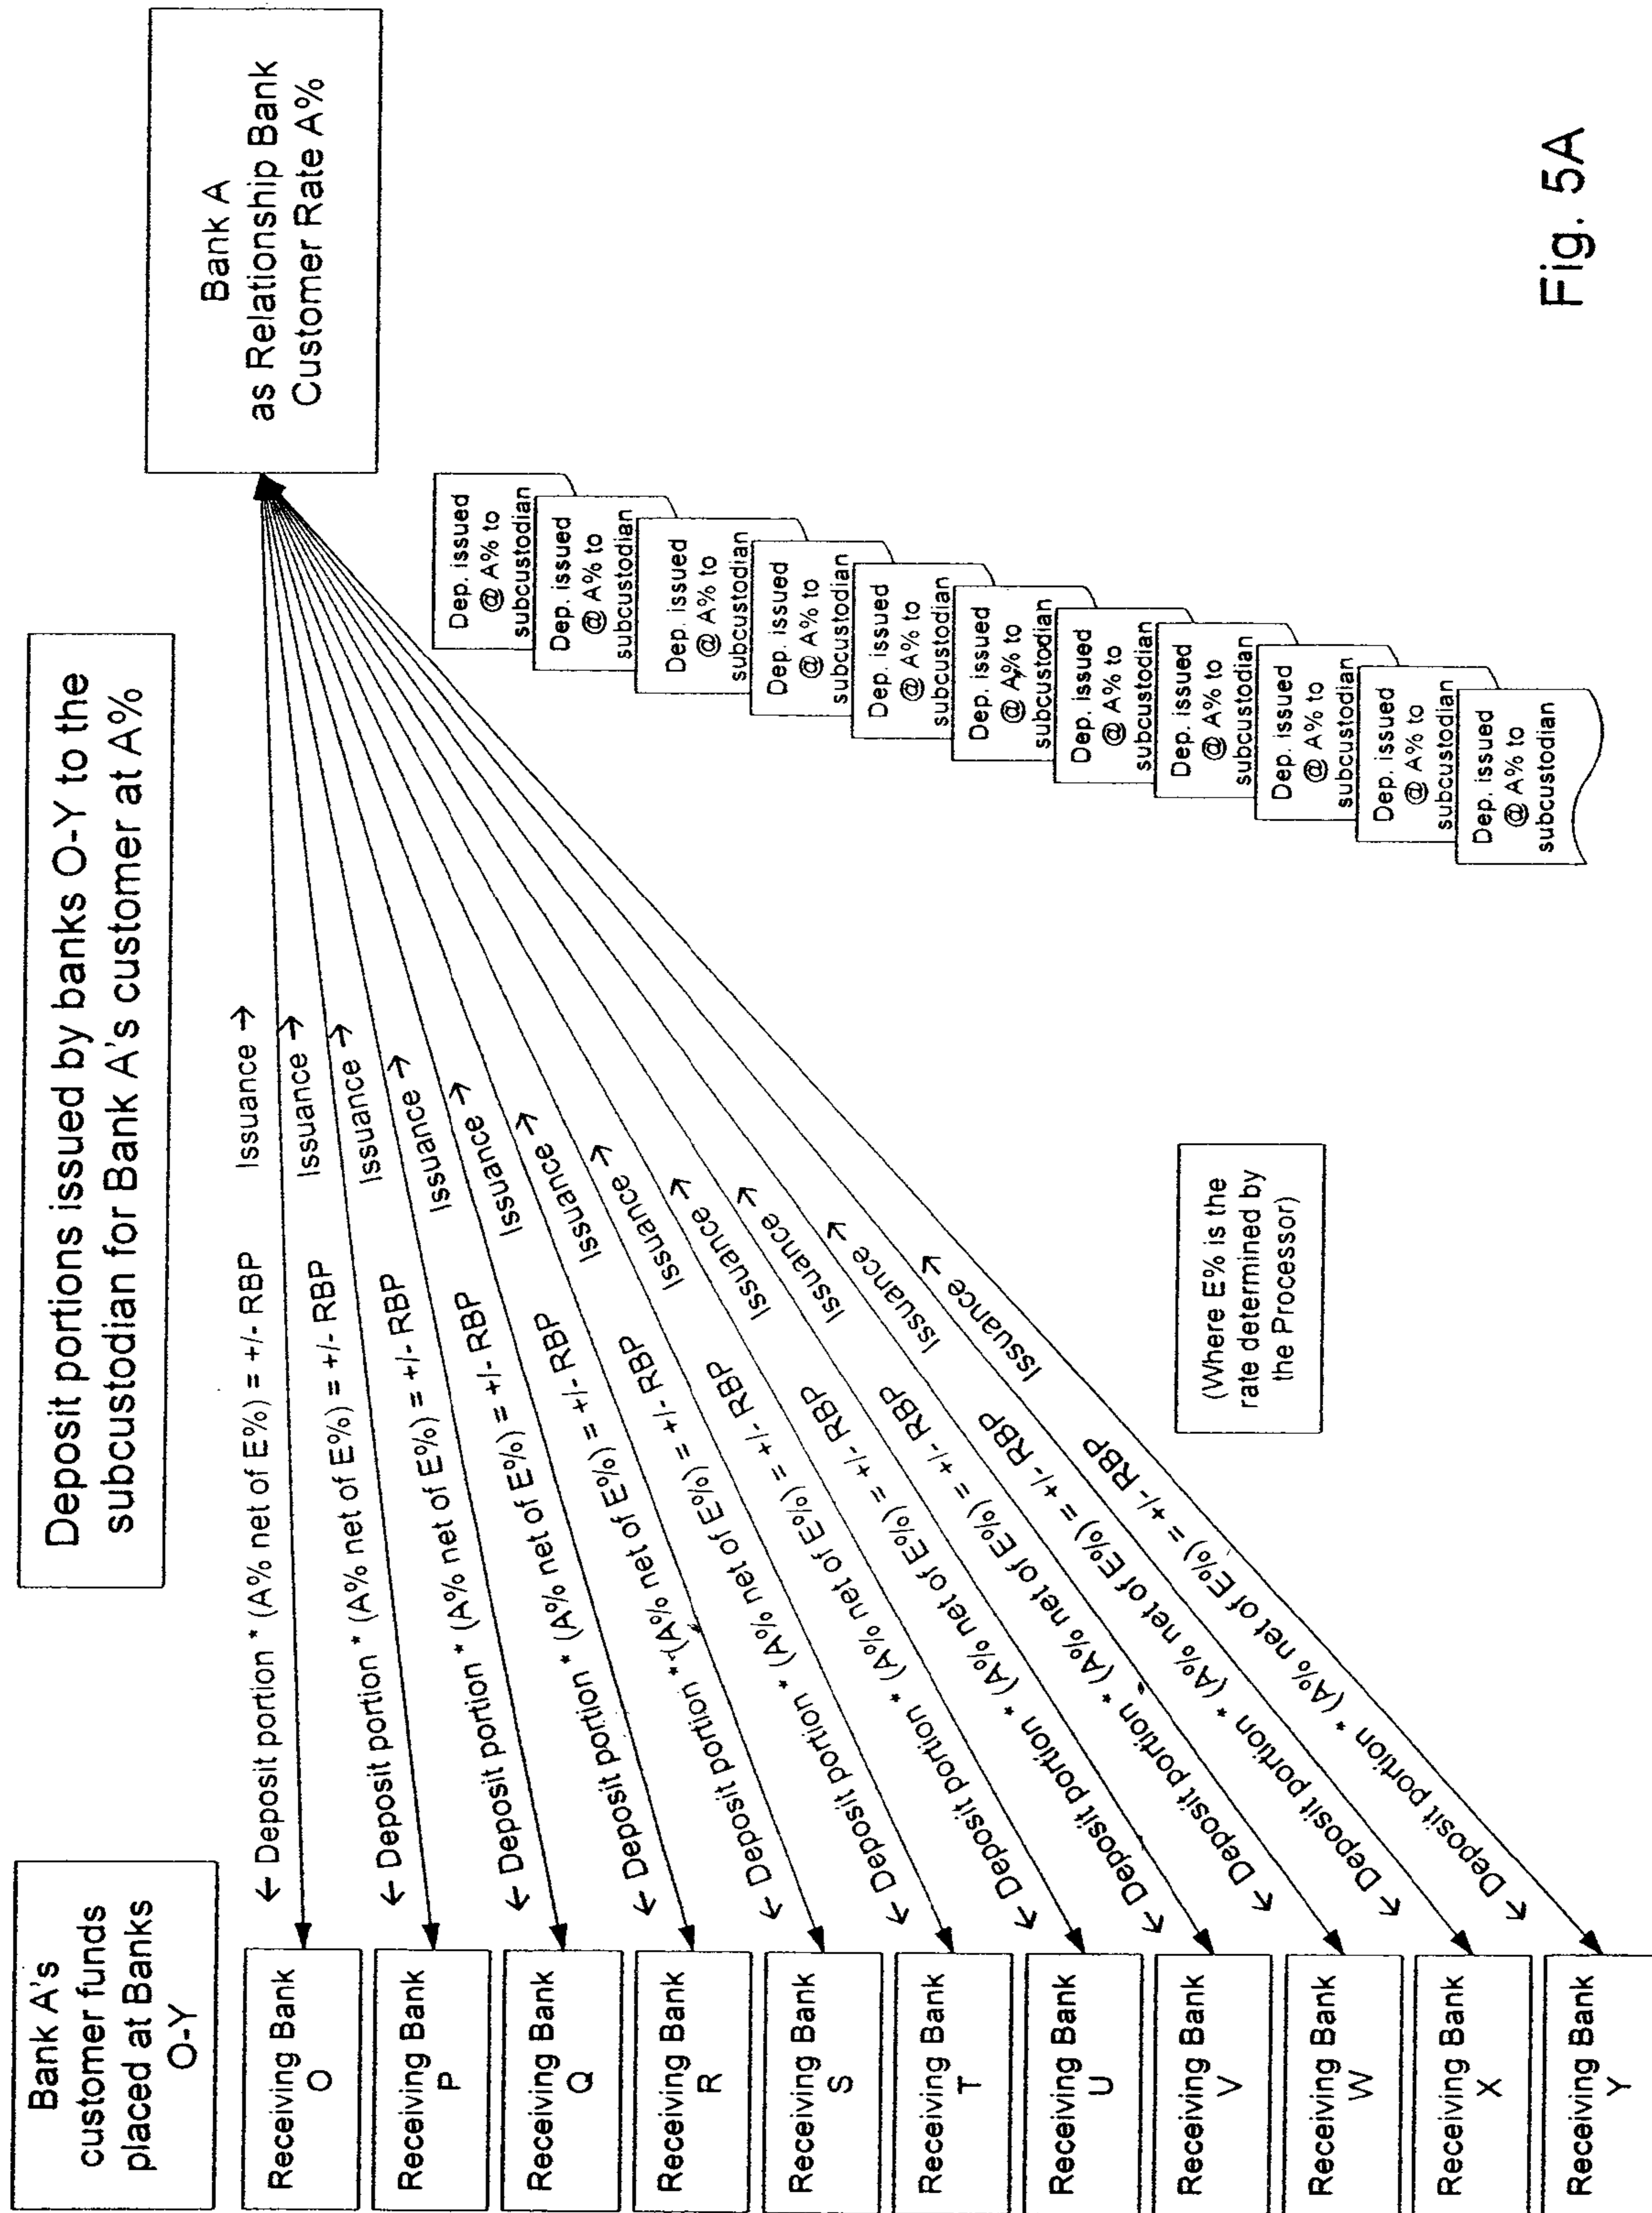 Bank A's
customer funds
placed at Banks
O-Y
Deposit portions issued by banks O-Y to the
subcustodian for Bank A's customer at A%
Bank A
as Relationship Bank
Customer Rate A%
Receiving Bank
O
Receiving Bank
P
Receiving Bank
Q
Receiving Bank
R
Receiving Bank
S
Receiving Bank
T
Receiving Bank
U
Receiving Bank
V
Receiving Bank
W
Receiving Bank
X
Receiving Bank
Y
← Deposit portion * (A% net of E%) = +/- RBP Issuance →
← Deposit portion * (A% net of E%) = +/- RBP Issuance →
← Deposit portion * (A% net of E%) = +/- RBP Issuance →
← Deposit portion * (A% net of E%) = +/- RBP Issuance →
← Deposit portion * (A% net of E%) = +/- RBP Issuance →
← Deposit portion * (A% net of E%) = +/- RBP Issuance →
← Deposit portion * (A% net of E%) = +/- RBP Issuance →
← Deposit portion * (A% net of E%) = +/- RBP Issuance →
← Deposit portion * (A% net of E%) = +/- RBP Issuance →
← Deposit portion * (A% net of E%) = +/- RBP Issuance →
← Deposit portion * (A% net of E%) = +/- RBP Issuance →
Dep. issued
@ A% to
subcustodian
Dep. issued
@ A% to
subcustodian
Dep. issued
@ A% to
subcustodian
Dep. issued
@ A% to
subcustodian
Dep. issued
@ A% to
subcustodian
Dep. issued
@ A% to
subcustodian
Dep. issued
@ A% to
subcustodian
Dep. issued
@ A% to
subcustodian
Dep. issued
@ A% to
subcustodian
Dep. issued
@ A% to
subcustodian
Dep. issued
@ A% to
subcustodian
(Where E% is the
rate determined by
the Processor)
Fig. 5A